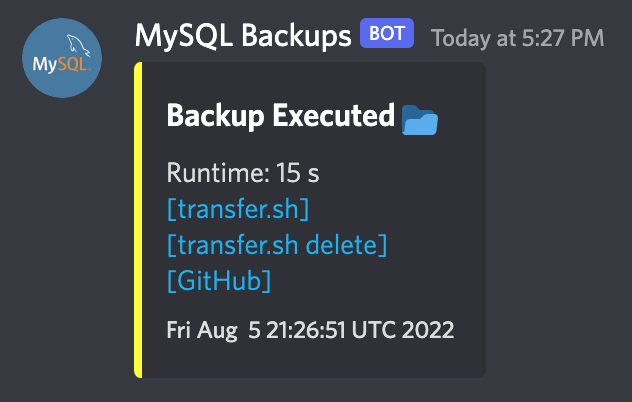 MySQL
MySQL Backups BOT Today at 5:27 PM
Backup Executed
Runtime: 15 s
[transfer.sh]
[transfer.sh delete]
[GitHub]
Fri Aug  5 21:26:51 UTC 2022